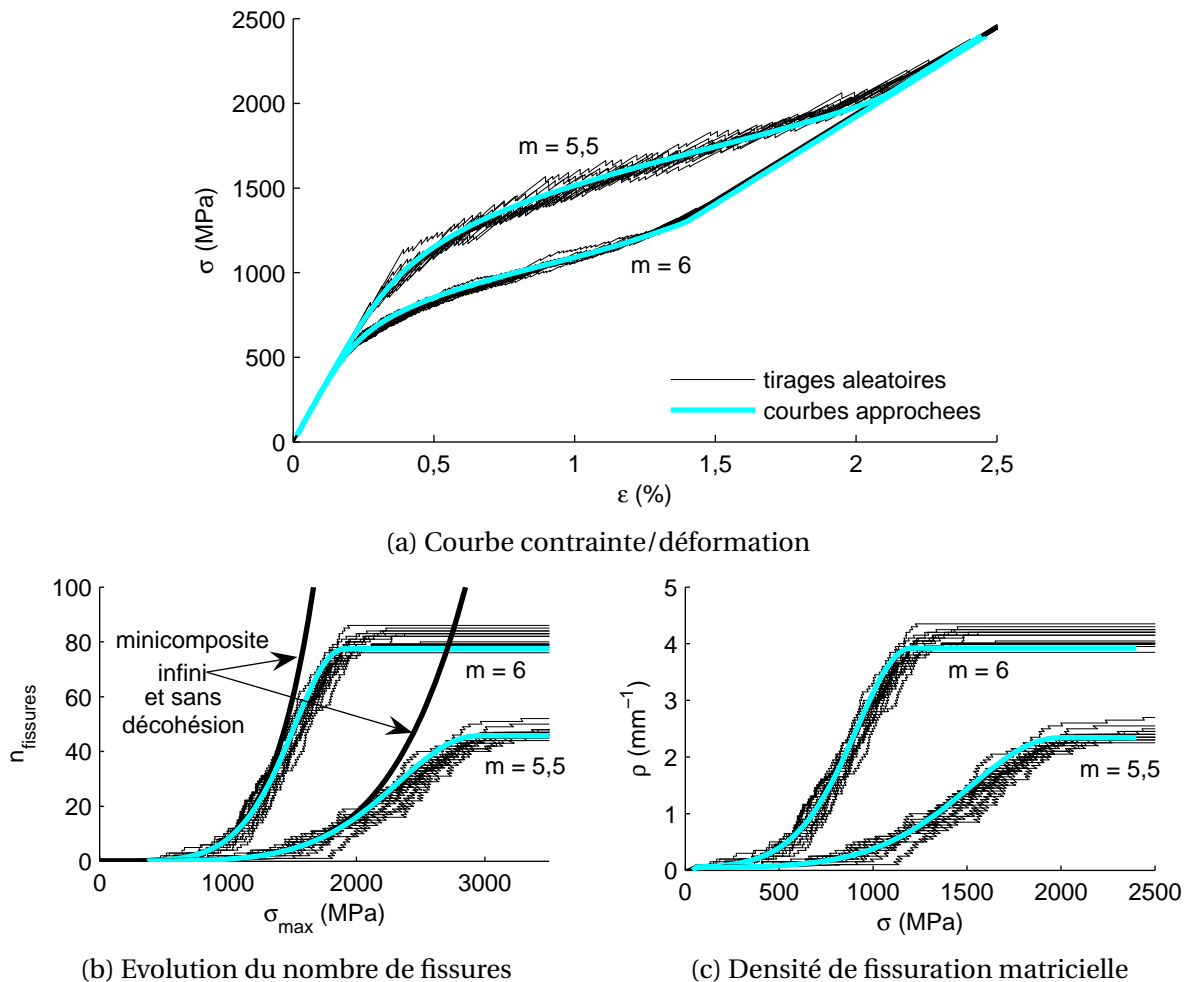 2500
2000
1500
1000
500
0
σ (MPa)
m = 5,5
m = 6
tirages aleatoires
courbes approchees
0 0,5 1 1,5 2 2,5
ε (%)
(a) Courbe contrainte/déformation
100
80
60
40
20
0
n_fissures
minicomposite
infini
et sans
décohésion
m = 6
m = 5,5
0 1000 2000 3000
σ_max (MPa)
(b) Evolution du nombre de fissures
5
4
3
2
1
0
ρ (mm⁻¹)
m = 6
m = 5,5
0 500 1000 1500 2000 2500
σ (MPa)
(c) Densité de fissuration matricielle